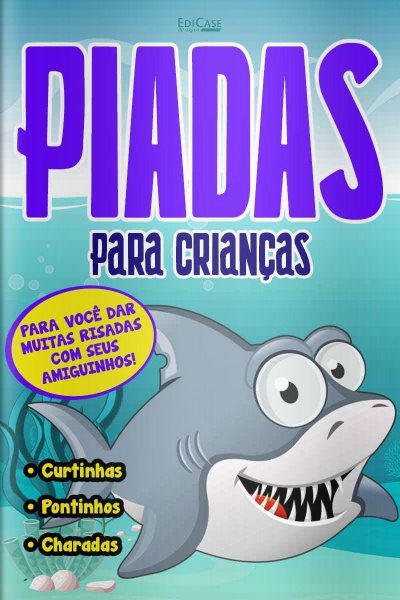 EdiCase
PIADAS
PARA CRIANÇAS
PARA VOCÊ DAR
MUITAS RISADAS
COM SEUS
AMIGUINHOS!
• Curtinhas
• Pontinhos
• Charadas